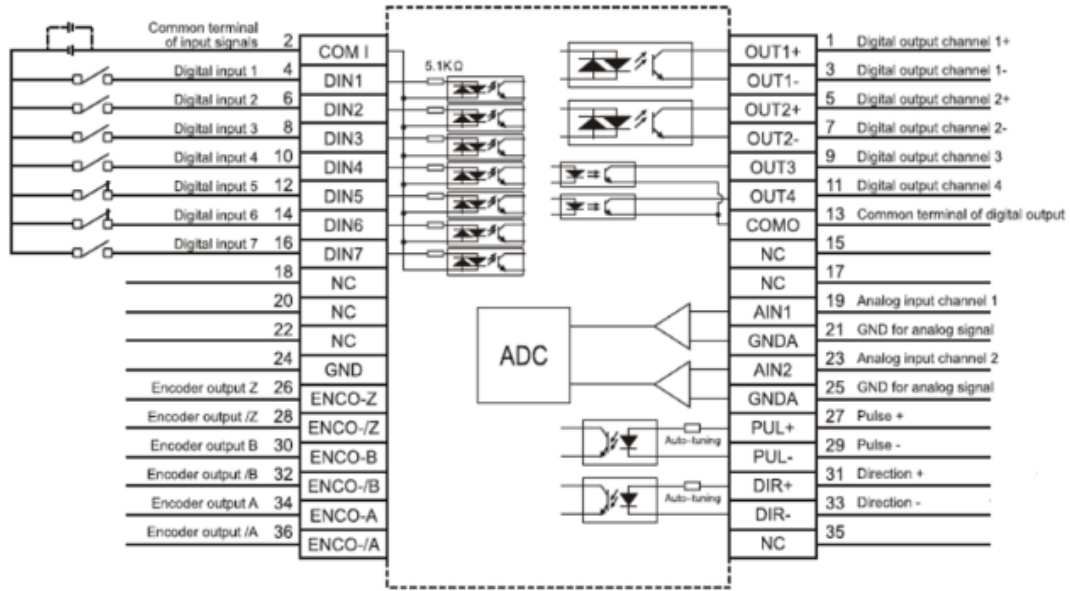 Common terminal
of input signals 2 COM I
Digital input 1 4 DIN1
Digital input 2 6 DIN2
Digital input 3 8 DIN3
Digital input 4 10 DIN4
Digital input 5 12 DIN5
Digital input 6 14 DIN6
Digital input 7 16 DIN7
18 NC
20 NC
22 NC
24 GND
Encoder output Z 26 ENCO-Z
Encoder output /Z 28 ENCO-/Z
Encoder output B 30 ENCO-B
Encoder output /B 32 ENCO-/B
Encoder output A 34 ENCO-A
Encoder output /A 36 ENCO-/A
5.1KΩ
ADC
Auto-tuning
Auto-tuning
OUT1+ 1 Digital output channel 1+
OUT1- 3 Digital output channel 1-
OUT2+ 5 Digital output channel 2+
OUT2- 7 Digital output channel 2-
OUT3 9 Digital output channel 3
OUT4 11 Digital output channel 4
COMO 13 Common terminal of digital output
NC 15
NC 17
AIN1 19 Analog input channel 1
GNDA 21 GND for analog signal
AIN2 23 Analog input channel 2
GNDA 25 GND for analog signal
PUL+ 27 Pulse +
PUL- 29 Pulse -
DIR+ 31 Direction +
DIR- 33 Direction -
NC 35